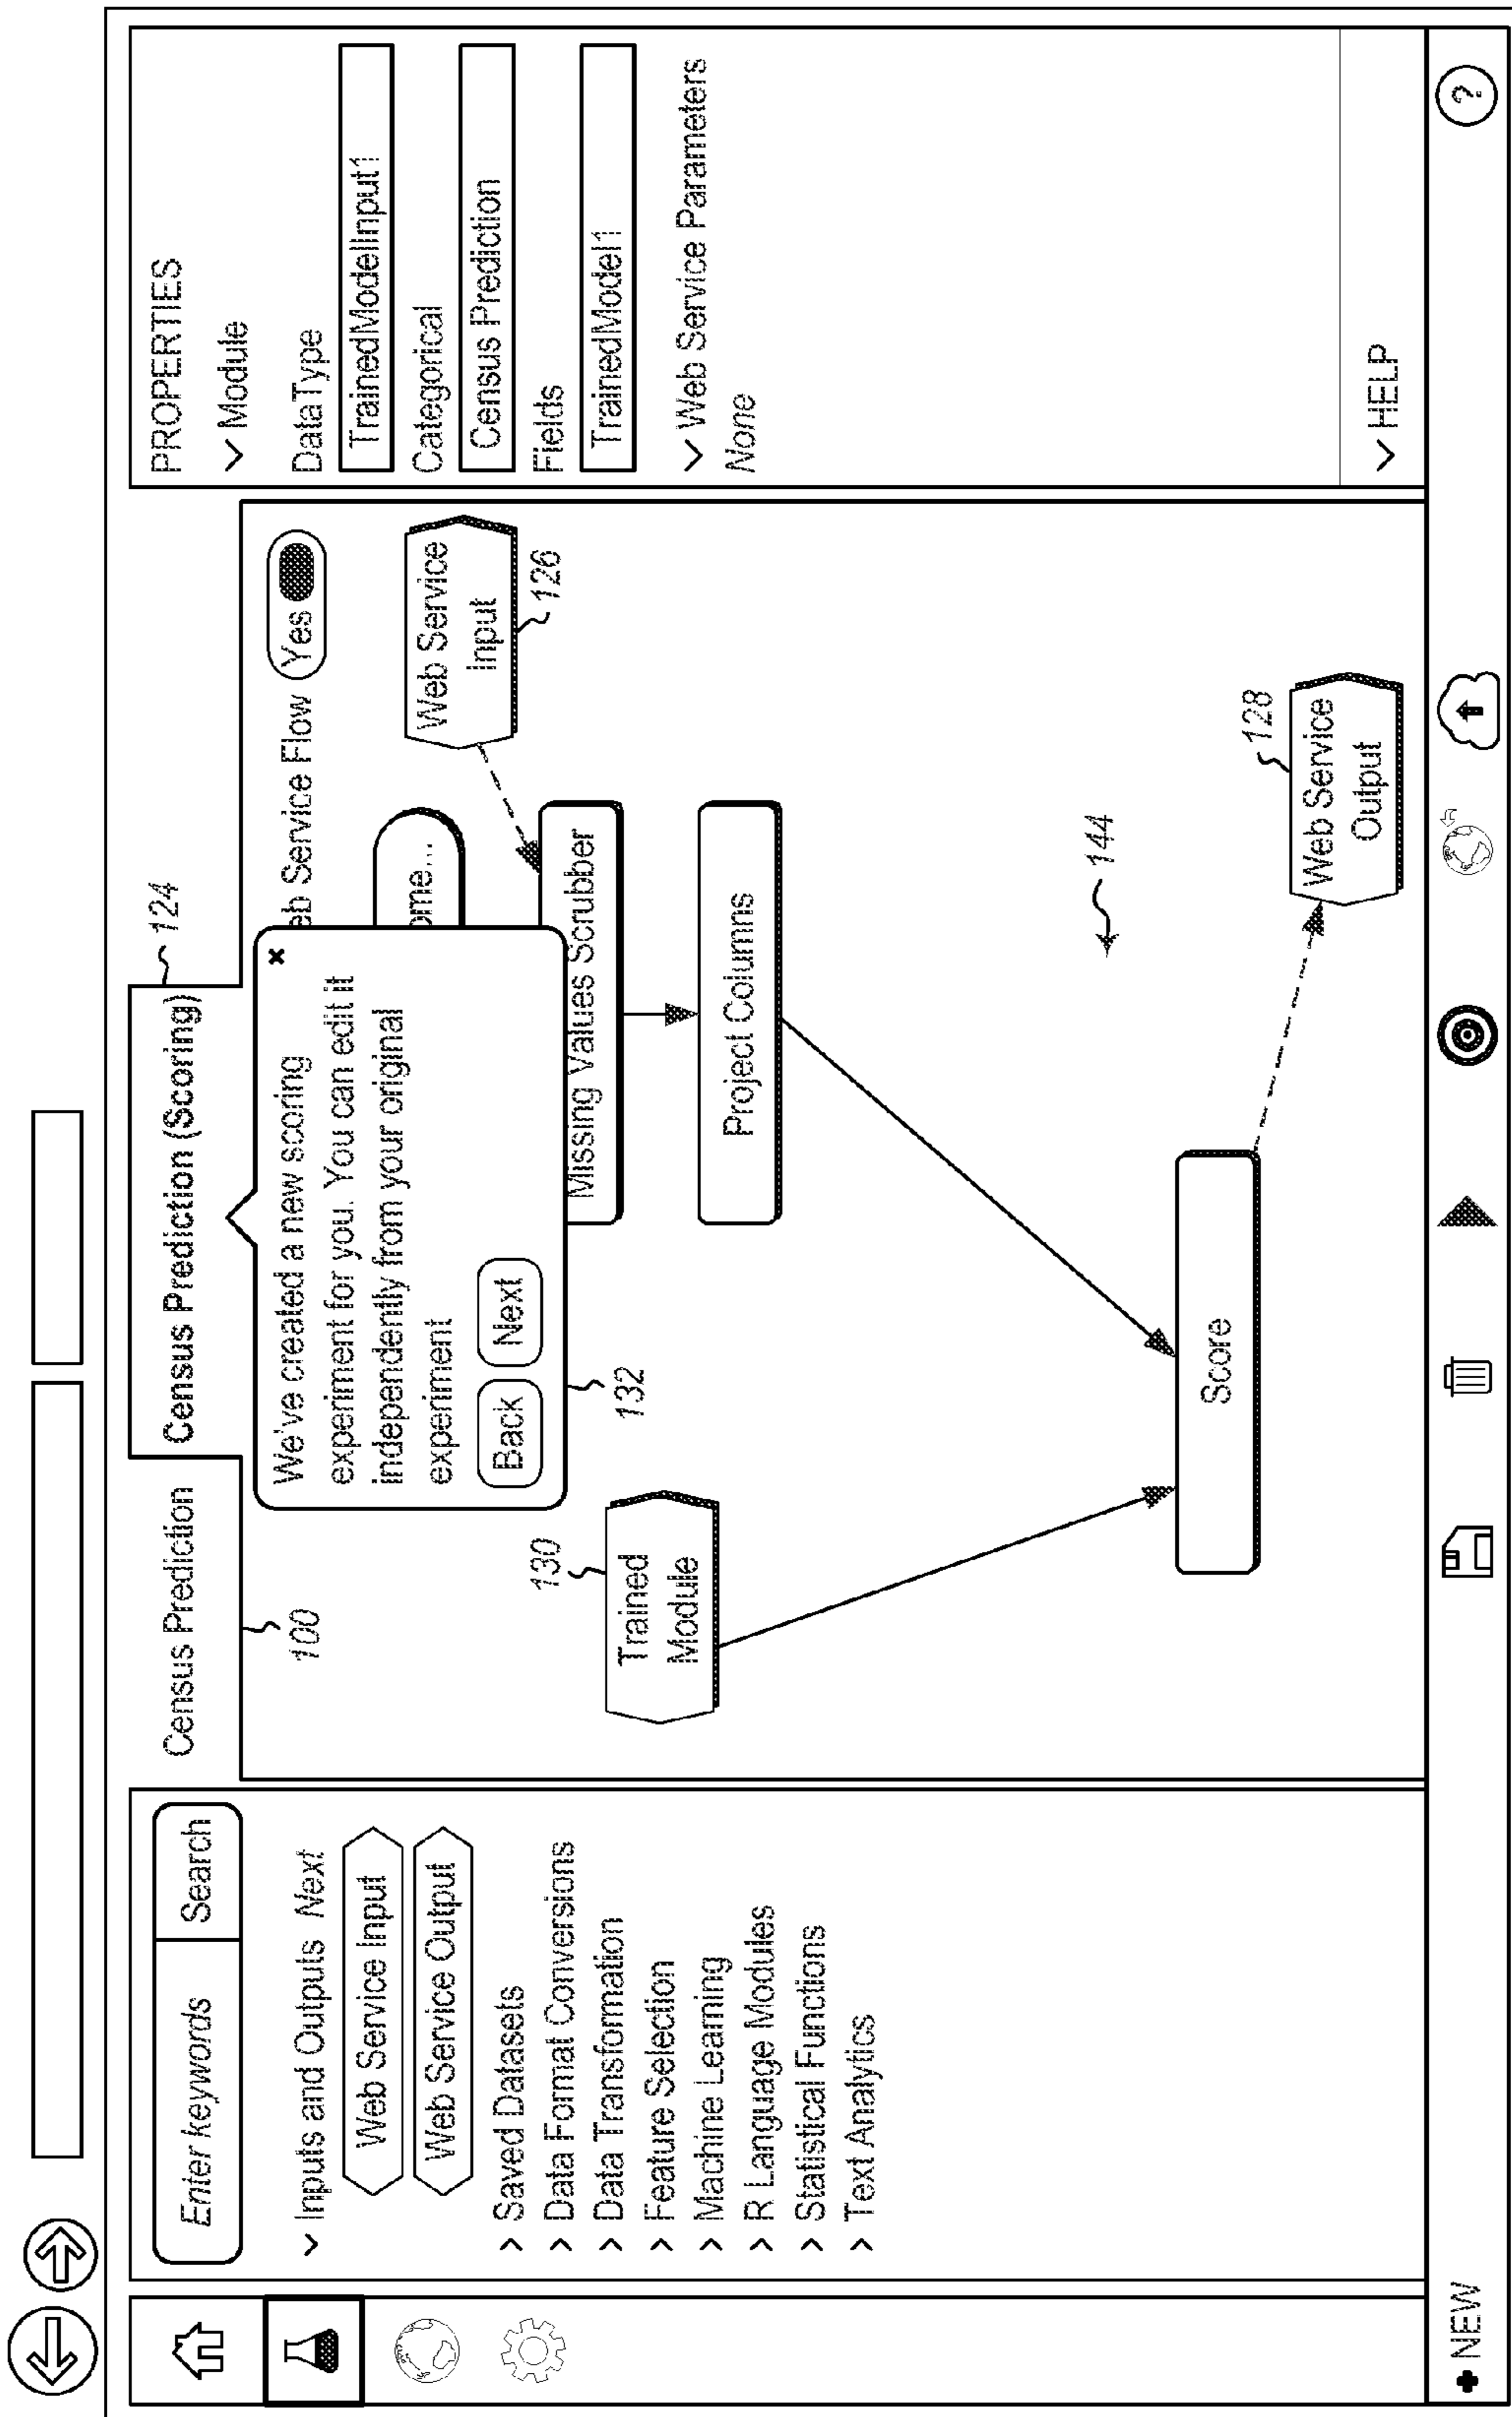 Enter keywords
Search
Inputs and Outputs Next
Web Service Input
Web Service Output
Saved Datasets
Data Format Conversions
Data Transformation
Feature Selection
Machine Learning
R Language Modules
Statistical Functions
Text Analytics
Census Prediction
100
Census Prediction (Scoring)
124
eb Service Flow
Yes
We've created a new scoring
experiment for you. You can edit it
independently from your original
experiment
×
Back
Next
132
ome...
Web Service
Input
126
Missing Values Scrubber
130
Trained
Module
Project Columns
144
Score
128
Web Service
Output
PROPERTIES
Module
DataType
TrainedModelInput1
Categorical
Census Prediction
Fields
TrainedModel1
Web Service Parameters
None
HELP
NEW
?